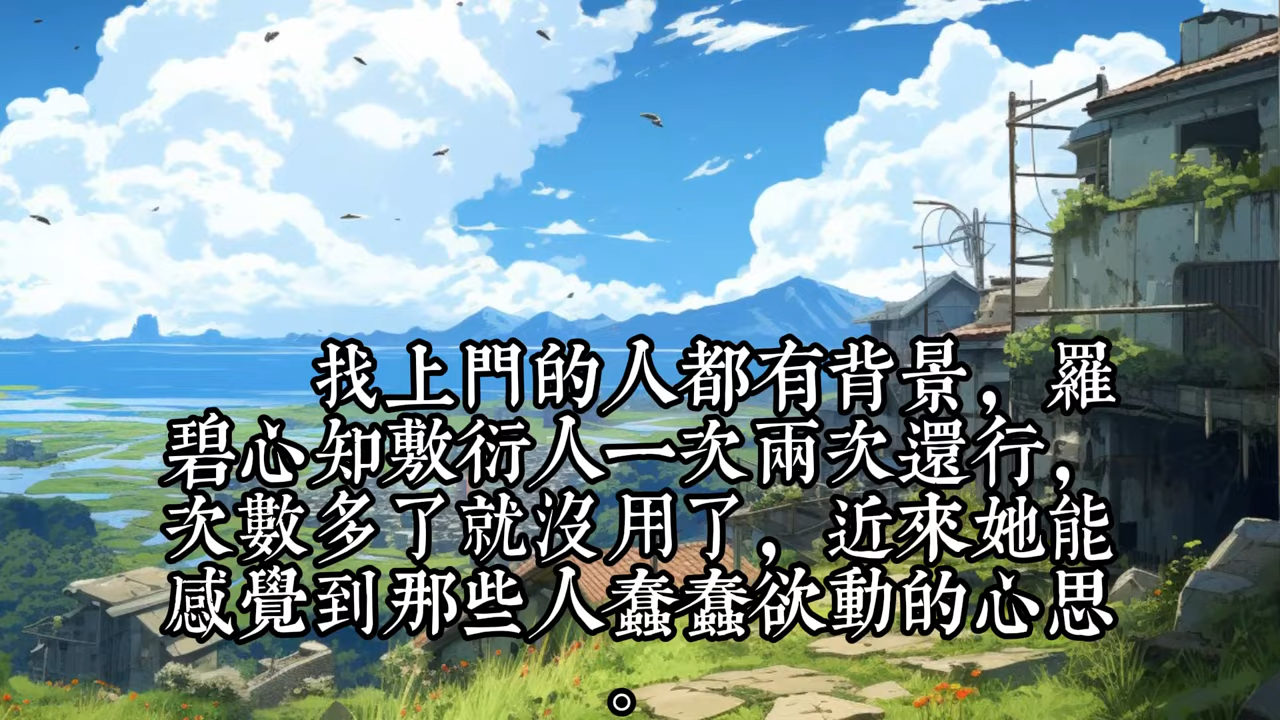 找上門的人都有背景，羅
碧心知敷衍人一次兩次還行，
次數多了就沒用了，近來她能
感覺到那些人蠢蠢欲動的心思
。